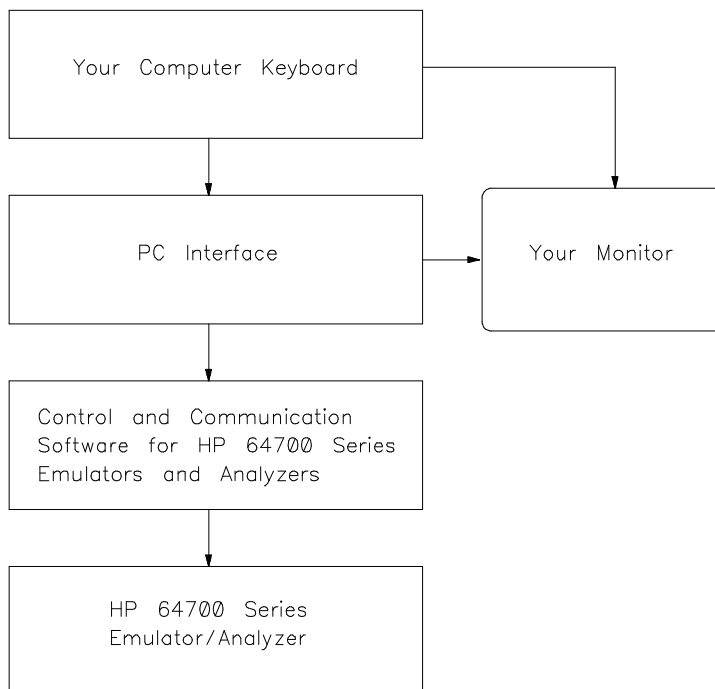 Your Computer Keyboard
PC Interface
Your Monitor
Control and Communication
Software for HP 64700 Series
Emulators and Analyzers
HP 64700 Series
Emulator/Analyzer